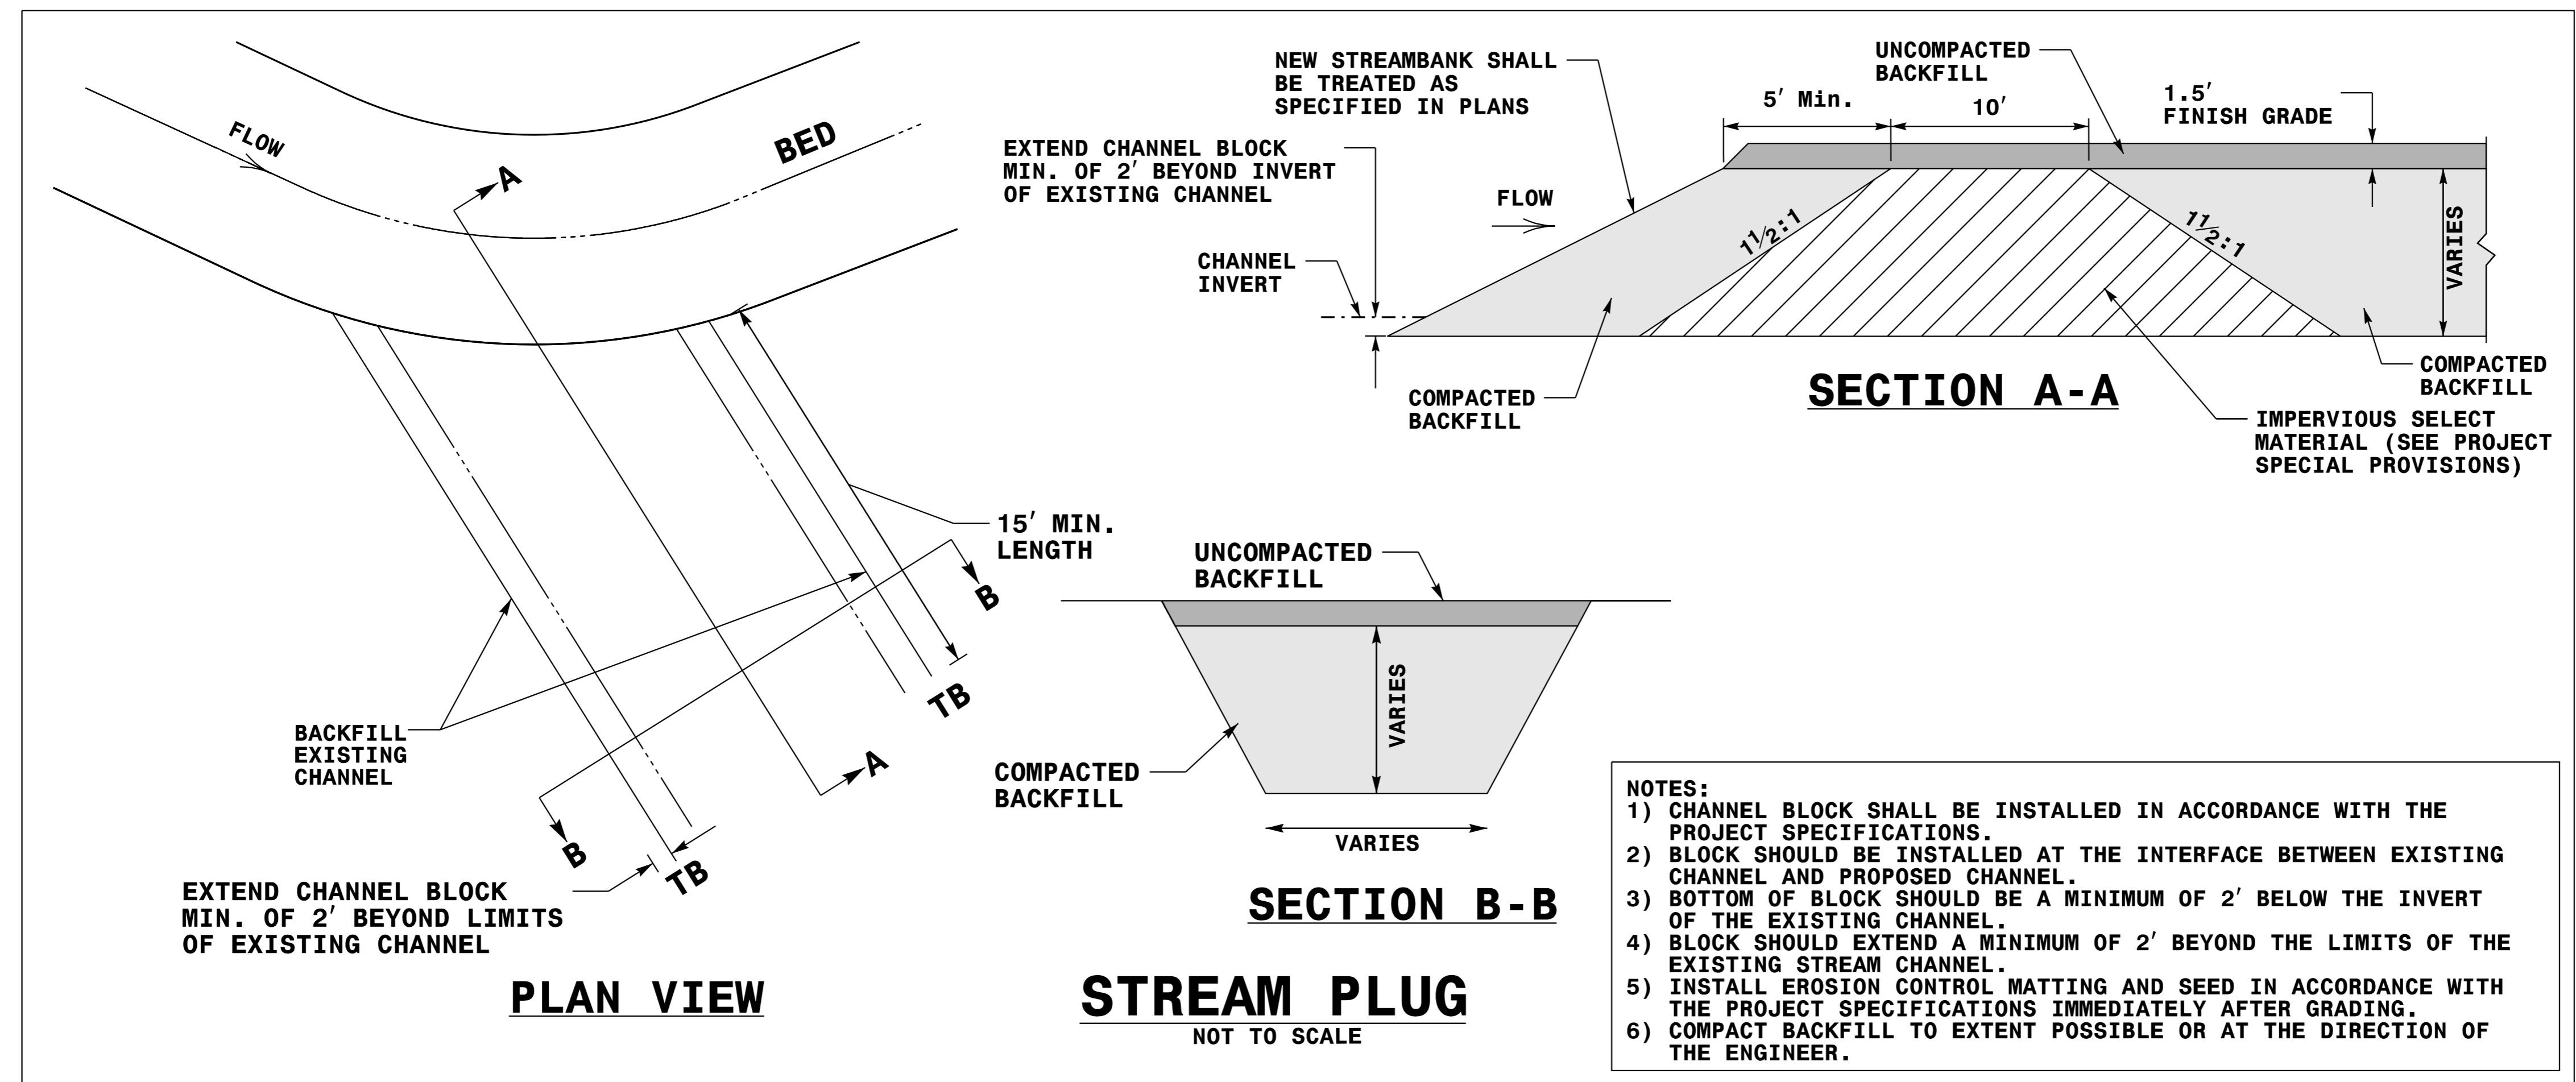 FLOW
BED
A
A
B
B
TB
TB
15' MIN.
LENGTH
BACKFILL
EXISTING
CHANNEL
EXTEND CHANNEL BLOCK
MIN. OF 2' BEYOND LIMITS
OF EXISTING CHANNEL
PLAN VIEW
NEW STREAMBANK SHALL
BE TREATED AS
SPECIFIED IN PLANS
UNCOMPACTED
BACKFILL
5' Min.
10'
1.5'
FINISH GRADE
EXTEND CHANNEL BLOCK
MIN. OF 2' BEYOND INVERT
OF EXISTING CHANNEL
FLOW
CHANNEL
INVERT
1 1/2:1
1 1/2:1
VARIES
COMPACTED
BACKFILL
COMPACTED
BACKFILL
SECTION A-A
IMPERVIOUS SELECT
MATERIAL (SEE PROJECT
SPECIAL PROVISIONS)
UNCOMPACTED
BACKFILL
VARIES
COMPACTED
BACKFILL
VARIES
SECTION B-B
STREAM PLUG
NOT TO SCALE
NOTES:
1) CHANNEL BLOCK SHALL BE INSTALLED IN ACCORDANCE WITH THE
PROJECT SPECIFICATIONS.
2) BLOCK SHOULD BE INSTALLED AT THE INTERFACE BETWEEN EXISTING
CHANNEL AND PROPOSED CHANNEL.
3) BOTTOM OF BLOCK SHOULD BE A MINIMUM OF 2' BELOW THE INVERT
OF THE EXISTING CHANNEL.
4) BLOCK SHOULD EXTEND A MINIMUM OF 2' BEYOND THE LIMITS OF THE
EXISTING STREAM CHANNEL.
5) INSTALL EROSION CONTROL MATTING AND SEED IN ACCORDANCE WITH
THE PROJECT SPECIFICATIONS IMMEDIATELY AFTER GRADING.
6) COMPACT BACKFILL TO EXTENT POSSIBLE OR AT THE DIRECTION OF
THE ENGINEER.